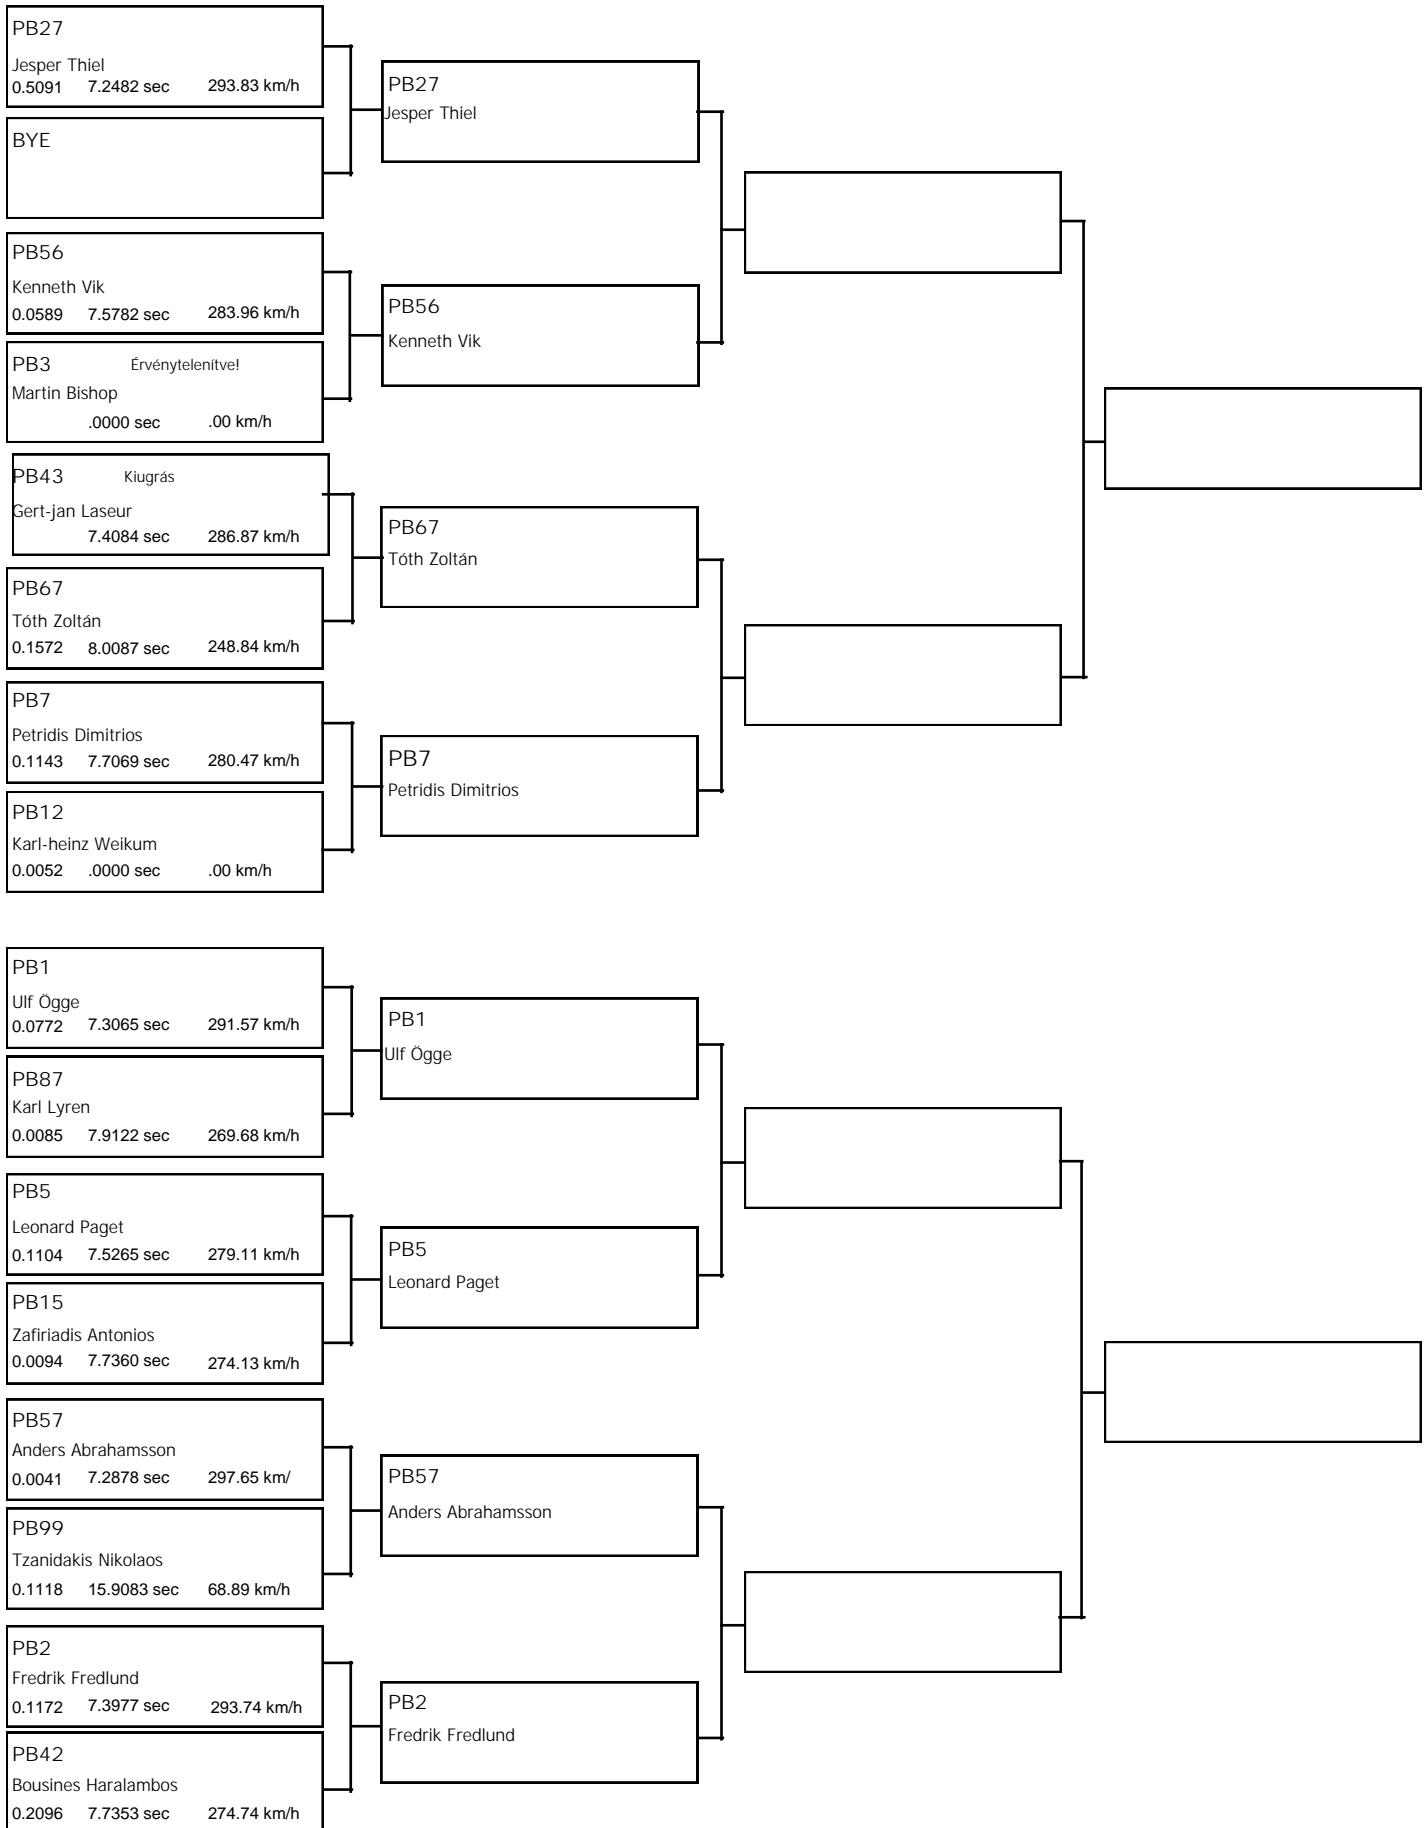 PB27
Jesper Thiel
0.5091 7.2482 sec 293.83 km/h
BYE
PB56
Kenneth Vik
0.0589 7.5782 sec 283.96 km/h
PB3 Érvénytelenítve!
Martin Bishop
.0000 sec .00 km/h
PB43 Kiugrás
Gert-jan Laseur
7.4084 sec 286.87 km/h
PB67
Tóth Zoltán
0.1572 8.0087 sec 248.84 km/h
PB7
Petridis Dimitrios
0.1143 7.7069 sec 280.47 km/h
PB12
Karl-heinz Weikum
0.0052 .0000 sec .00 km/h
PB27
Jesper Thiel
PB56
Kenneth Vik
PB67
Tóth Zoltán
PB7
Petridis Dimitrios
PB1
Ulf Ögge
0.0772 7.3065 sec 291.57 km/h
PB87
Karl Lyren
0.0085 7.9122 sec 269.68 km/h
PB5
Leonard Paget
0.1104 7.5265 sec 279.11 km/h
PB15
Zafiriadis Antonios
0.0094 7.7360 sec 274.13 km/h
PB57
Anders Abrahamsson
0.0041 7.2878 sec 297.65 km/
PB99
Tzanidakis Nikolaos
0.1118 15.9083 sec 68.89 km/h
PB2
Fredrik Fredlund
0.1172 7.3977 sec 293.74 km/h
PB42
Bousines Haralambos
0.2096 7.7353 sec 274.74 km/h
PB1
Ulf Ögge
PB5
Leonard Paget
PB57
Anders Abrahamsson
PB2
Fredrik Fredlund